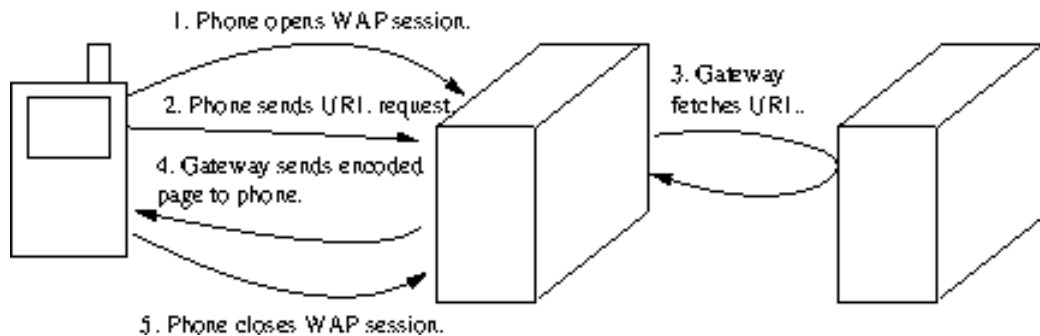 1. Phone opens WAP session.
2. Phone sends URL request.
3. Gateway
fetches URL.
4. Gateway sends encoded
page to phone.
5. Phone closes WAP session.